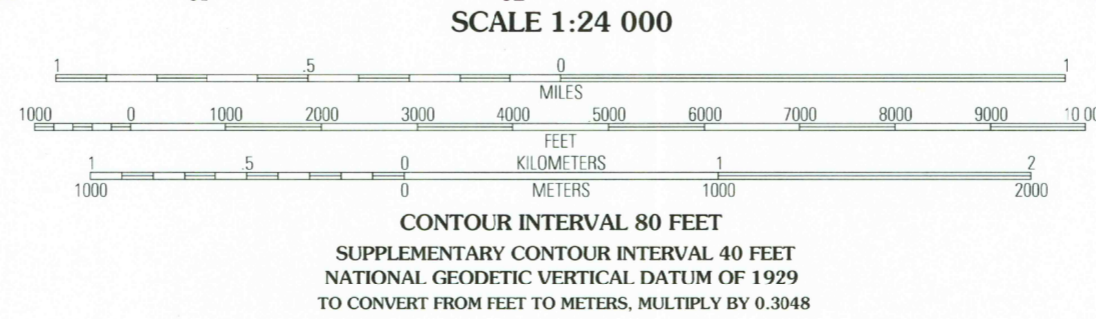 SCALE 1:24 000
1 .5 0 1
MILES
1000 0 1000 2000 3000 4000 5000 6000 7000 8000 9000 10 00
FEET
1 .5 0 KILOMETERS 1 2
1000 0 METERS 1000 2000
CONTOUR INTERVAL 80 FEET
SUPPLEMENTARY CONTOUR INTERVAL 40 FEET
NATIONAL GEODETIC VERTICAL DATUM OF 1929
TO CONVERT FROM FEET TO METERS, MULTIPLY BY 0.3048